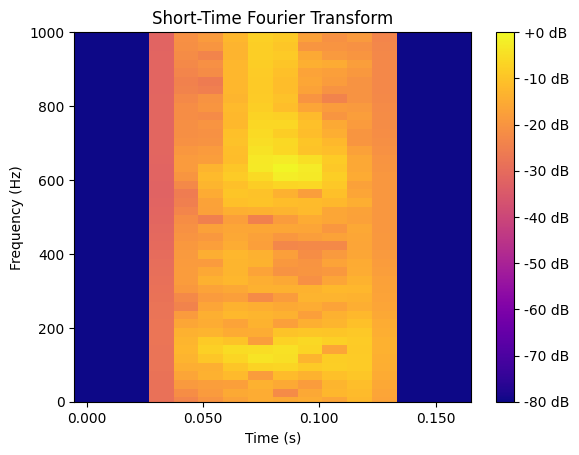 Short-Time Fourier Transform
1000
800
600
400
200
0
Frequency (Hz)
0.000
0.050
0.100
0.150
Time (s)
+0 dB
-10 dB
-20 dB
-30 dB
-40 dB
-50 dB
-60 dB
-70 dB
-80 dB